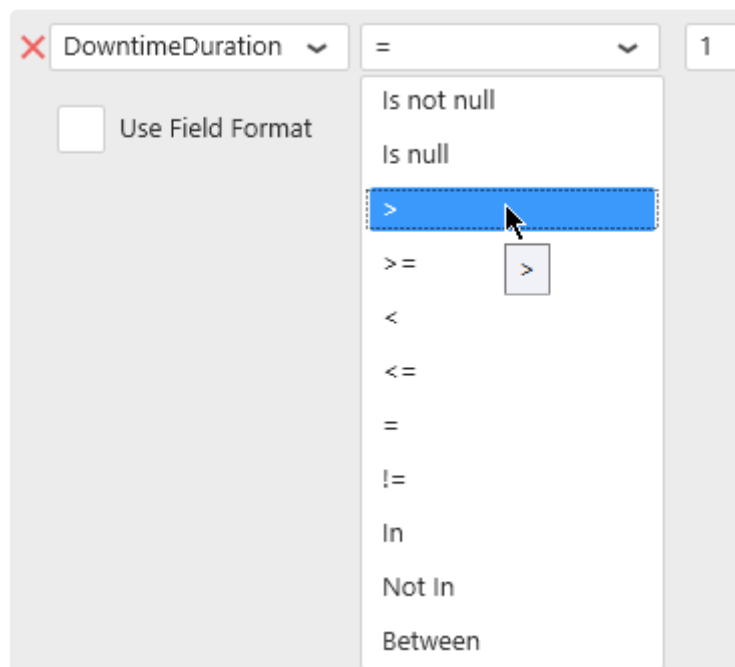 DowntimeDuration = 1
Is not null
Use Field Format
Is null
>
>=
>
<
<=
=
!=
In
Not In
Between